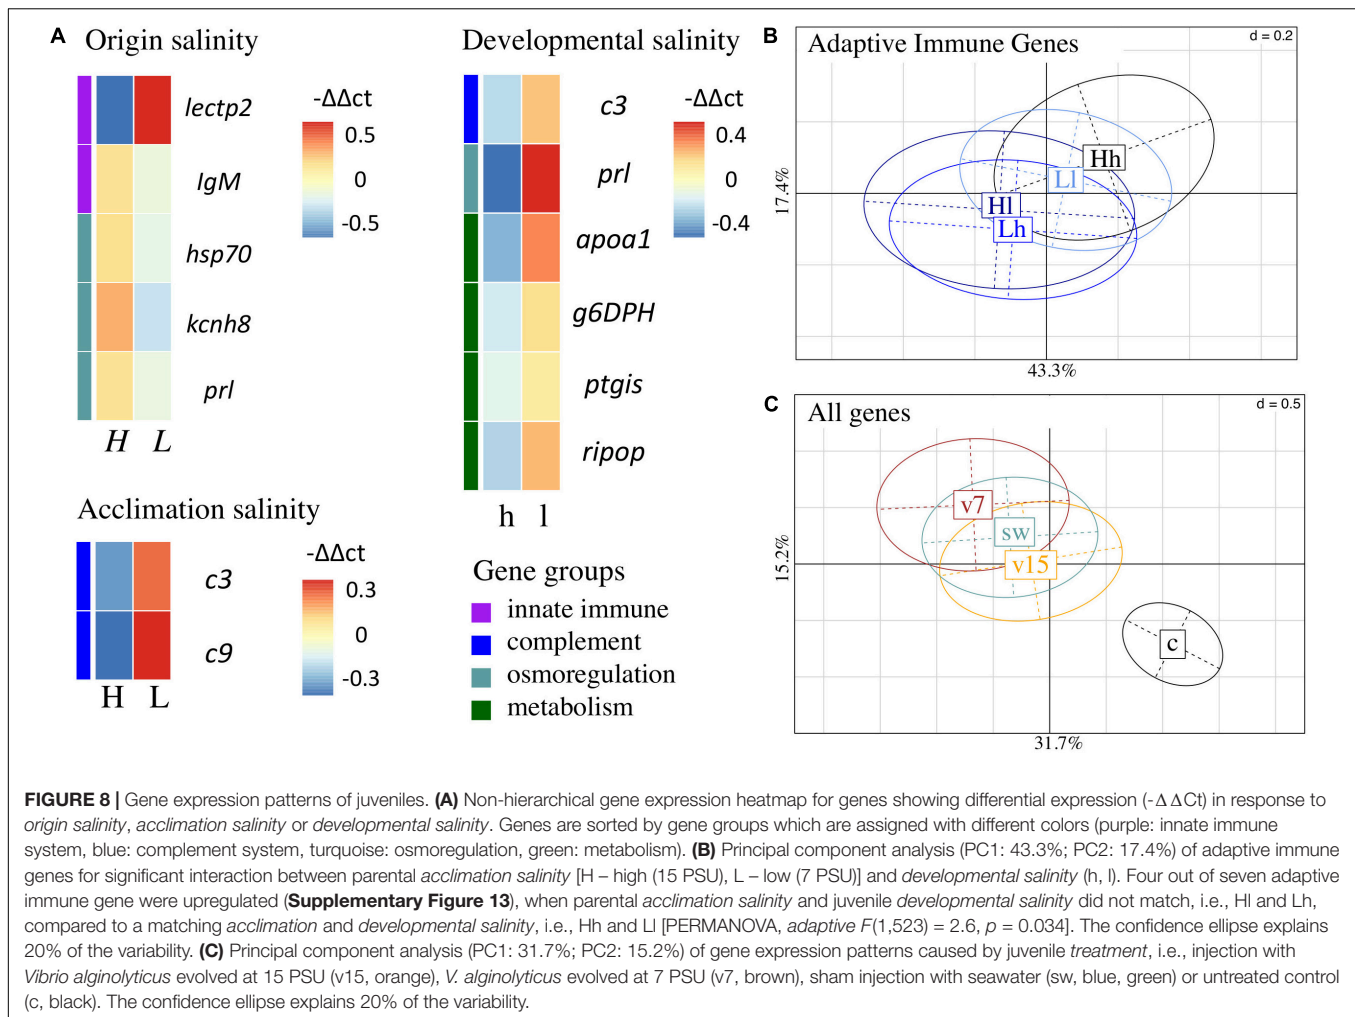 A
Origin salinity
lectp2
IgM
hsp70
kcnh8
prl
H L
-ΔΔct
0.5
0
-0.5
Acclimation salinity
c3
c9
H L
-ΔΔct
0.3
0
-0.3
Developmental salinity
c3
prl
apoa1
g6DPH
ptgis
ripop
h l
-ΔΔct
0.4
0
-0.4
Gene groups
innate immune
complement
osmoregulation
metabolism
B
Adaptive Immune Genes
d = 0.2
Hh
Ll
Hl
Lh
17.4%
43.3%
C
All genes
d = 0.5
v7
sw
v15
c
15.2%
31.7%
FIGURE 8 | Gene expression patterns of juveniles. (A) Non-hierarchical gene expression heatmap for genes showing differential expression (-Δ ΔCt) in response to
origin salinity, acclimation salinity or developmental salinity. Genes are sorted by gene groups which are assigned with different colors (purple: innate immune
system, blue: complement system, turquoise: osmoregulation, green: metabolism). (B) Principal component analysis (PC1: 43.3%; PC2: 17.4%) of adaptive immune
genes for significant interaction between parental acclimation salinity [H – high (15 PSU), L – low (7 PSU)] and developmental salinity (h, l). Four out of seven adaptive
immune gene were upregulated (Supplementary Figure 13), when parental acclimation salinity and juvenile developmental salinity did not match, i.e., Hl and Lh,
compared to a matching acclimation and developmental salinity, i.e., Hh and Ll [PERMANOVA, adaptive F(1,523) = 2.6, p = 0.034]. The confidence ellipse explains
20% of the variability. (C) Principal component analysis (PC1: 31.7%; PC2: 15.2%) of gene expression patterns caused by juvenile treatment, i.e., injection with
Vibrio alginolyticus evolved at 15 PSU (v15, orange), V. alginolyticus evolved at 7 PSU (v7, brown), sham injection with seawater (sw, blue, green) or untreated control
(c, black). The confidence ellipse explains 20% of the variability.